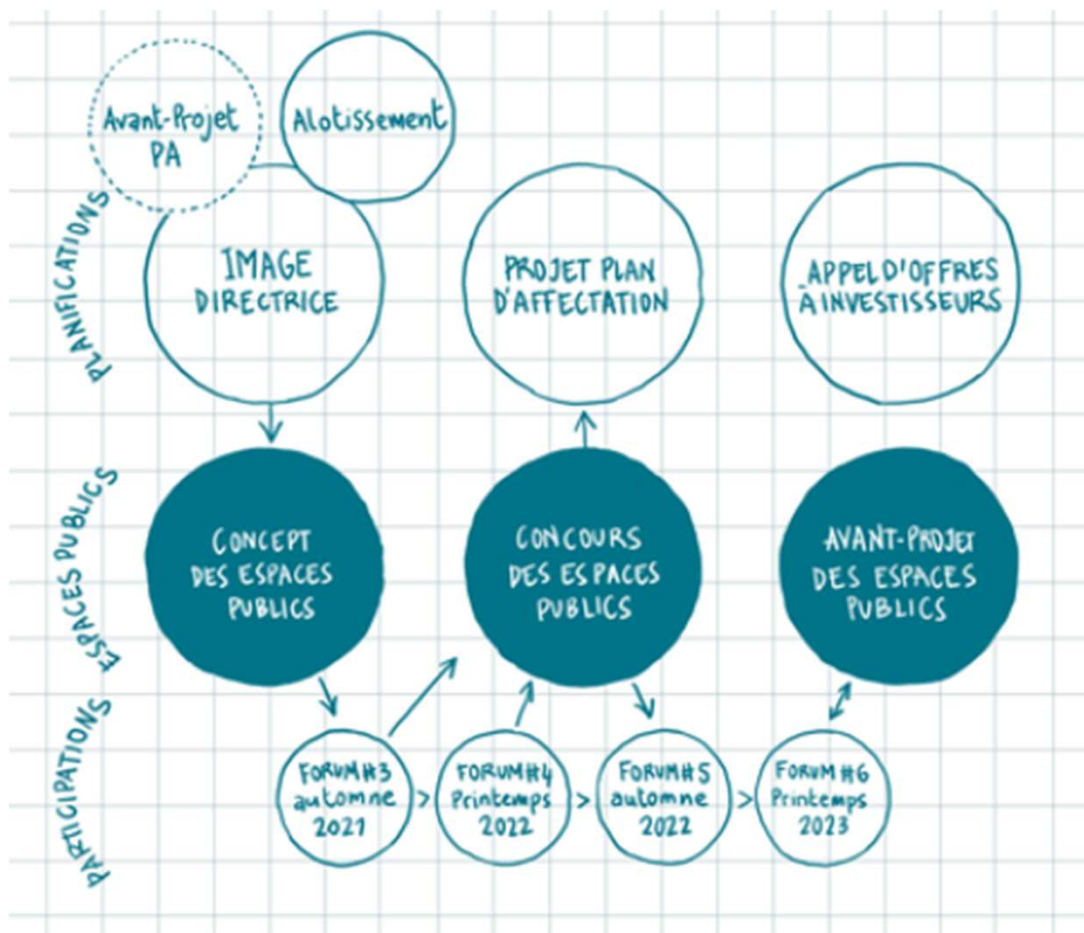 Avant-Projet
PA
Alotissement
PLANIFICATIONS
IMAGE
DIRECTRICE
PROJET PLAN
D'AFFECTATION
APPEL D'OFFRES
A INVESTISSEURS
ESPACES PUBLICS
CONCEPT
DES ESPACES
PUBLICS
CONCOURS
DES ESPACES
PUBLICS
AVANT-PROJET
DES ESPACES
PUBLICS
PARTICIPATIONS
FORUM#3
automne
2021
>
FORUM#4
Printemps
2022
>
FORUM#5
automne
2022
>
FORUM#6
Printemps
2023